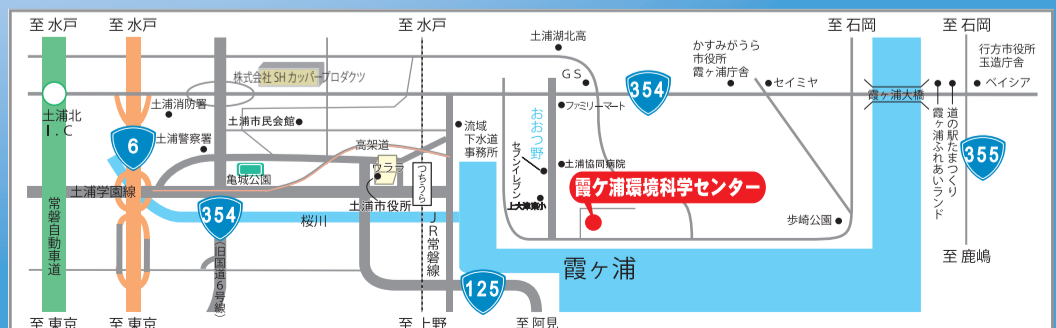 至 水戸
至 水戸
至 水戸
至 石岡
至 石岡
土浦湖北高
かすみがうら
市役所
霞ヶ浦庁舎
行方市役所
玉造庁舎
株式会社 SH カッパープロダクツ
GS
354
セイミヤ
ベイシア
霞ヶ浦大橋
土浦北
I.C
土浦消防署
土浦市民会館
ファミリーマート
おおつ野
流域
下水道
事務所
6
土浦警察署
高架道
ウララ
つちうら
セブンイレブン
土浦協同病院
道の駅たまつくり
霞ヶ浦ふれあいランド
355
亀城公園
土浦学園線
土浦市役所
上大津東小
霞ケ浦環境科学センター
354
桜川
歩崎公園
常磐自動車道
(旧国道6号線)
JR常磐線
霞ヶ浦
至 鹿嶋
125
至 東京
至 東京
至 上野
至 阿見